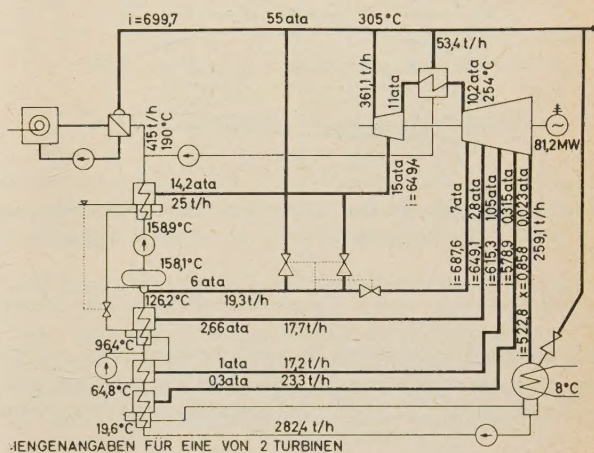 i=699,7 55 ata 305°C
53,4 t/h
361,1 t/h
11 ata
10,2 ata
254°C
415 t/h
190°C
81,2 MW
15 ata
i=649,4
14,2 ata
25 t/h
158,9°C
158,1°C
6 ata
126,2°C
19,3 t/h
7 ata
2,8 ata
1,05 ata
0,315 ata
0,023 ata
259,1 t/h
i=687,6
i=649,1
i=615,3
i=578,9
i=522,8 x=0,858
2,66 ata 17,7 t/h
96,4°C
1 ata 17,2 t/h
64,8°C
0,3 ata 23,3 t/h
8°C
19,6°C
282,4 t/h
MENGENANGABEN FÜR EINE VON 2 TURBINEN